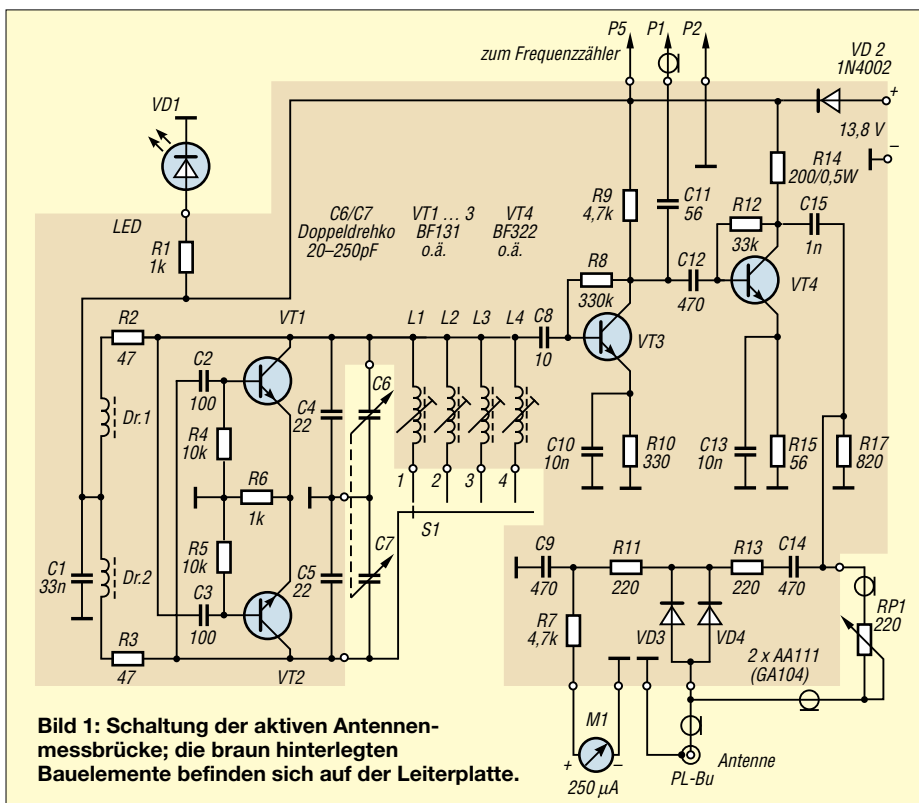 P5
P1
P2
zum Frequenzzähler
VD 2
1N4002
+
13,8 V
–
VD1
LED
R1
1k
C6/C7
Doppeldrehko
20–250pF
VT1 ... 3
BF131
o.ä.
VT4
BF322
o.ä.
R9
4,7k
C11
56
R14
200/0,5W
R12
33k
C15
1n
R8
330k
C12
470
VT4
R2
47
VT1
L1
L2
L3
L4
C8
10
VT3
C2
100
C6
Dr.1
R4
10k
C4
22
C10
10n
R10
330
C13
10n
R15
56
R17
820
R6
1k
1
2
3
4
S1
C1
33n
Dr.2
R5
10k
C5
22
C7
C3
100
C9
470
R11
220
R13
220
C14
470
RP1
220
R3
47
VT2
R7
4,7k
VD3
VD4
2 x AA111
(GA104)
M1
+
–
250 µA
PL-Bu
Antenne
Bild 1: Schaltung der aktiven Antennen-
messbrücke; die braun hinterlegten
Bauelemente befinden sich auf der Leiterplatte.